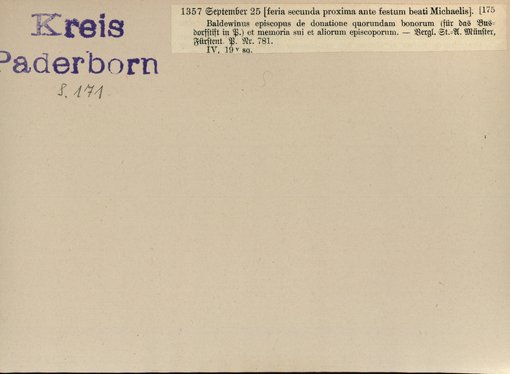 Kreis
Paderborn
S. 171
1357 September 25 [feria secunda proxima ante festum beati Michaelis]. [175
Baldewinus episcopus de donatione quorundam bonorum (für das Bus-
dorfstift in P.) et memoria sui et aliorum episcoporum. — Vergl. St.-A. Münster,
Fürstent. P. Nr. 781.
IV, 19 v so.